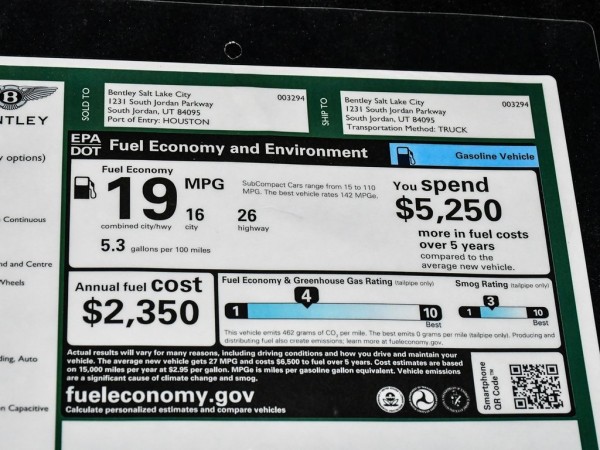 SOLD TO
Bentley Salt Lake City
1231 South Jordan Parkway
South Jordan, UT 84095
Port of Entry: HOUSTON
003294
SHIP TO
Bentley Salt Lake City
1231 South Jordan Parkway
South Jordan, UT 84095
Transportation Method: TRUCK
003294
B
NTLEY
y options)
Continuous
nd and Centre
Wheels
ding, Auto
n Capacitive
EPA
DOT
Fuel Economy and Environment
Gasoline Vehicle
Fuel Economy
19 MPG
combined city/hwy
16
city
26
highway
5.3 gallons per 100 miles
SubCompact Cars range from 15 to 110
MPG. The best vehicle rates 142 MPGe.
You spend
$5,250
more in fuel costs
over 5 years
compared to the
average new vehicle.
Annual fuel cost
$2,350
Fuel Economy & Greenhouse Gas Rating (tailpipe only)
4
1
10
Best
Smog Rating (tailpipe only)
3
1
10
Best
This vehicle emits 462 grams of CO₂ per mile. The best emits 0 grams per mile (tailpipe only). Producing and
distributing fuel also create emissions; learn more at fueleconomy.gov.
Actual results will vary for many reasons, including driving conditions and how you drive and maintain your
vehicle. The average new vehicle gets 27 MPG and costs $6,500 to fuel over 5 years. Cost estimates are based
on 15,000 miles per year at $2.95 per gallon. MPGe is miles per gasoline gallon equivalent. Vehicle emissions
are a significant cause of climate change and smog.
fueleconomy.gov
Calculate personalized estimates and compare vehicles
Smartphone
QR Code™